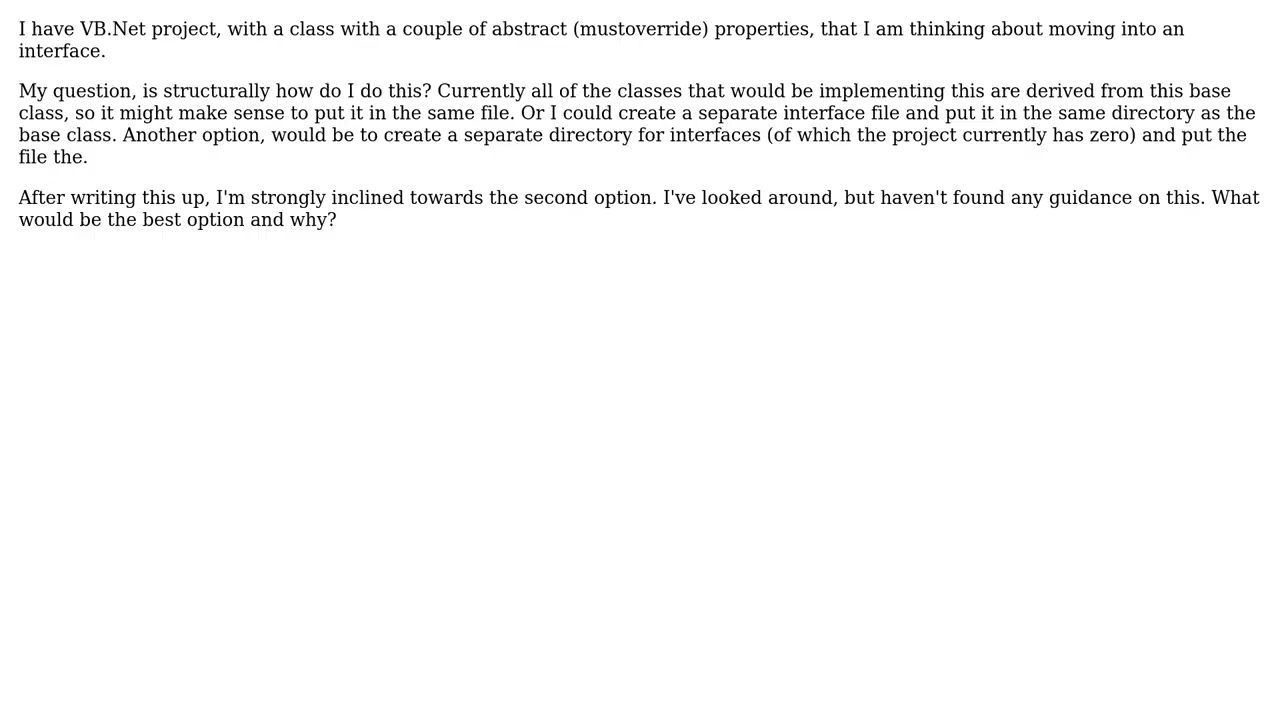 I have VB.Net project, with a class with a couple of abstract (mustoverride) properties, that I am thinking about moving into an
interface.
My question, is structurally how do I do this? Currently all of the classes that would be implementing this are derived from this base
class, so it might make sense to put it in the same file. Or I could create a separate interface file and put it in the same directory as the
base class. Another option, would be to create a separate directory for interfaces (of which the project currently has zero) and put the
file the.
After writing this up, I'm strongly inclined towards the second option. I've looked around, but haven't found any guidance on this. What
would be the best option and why?